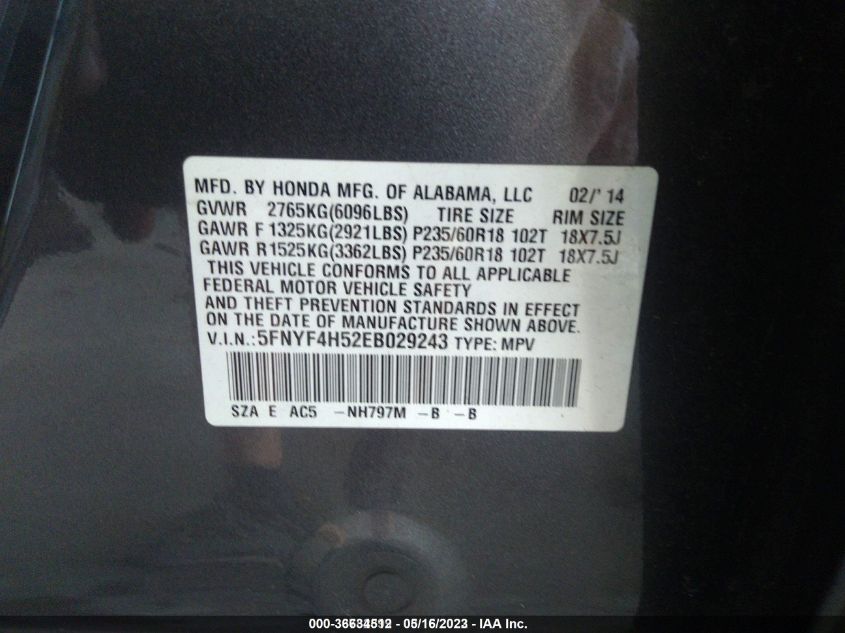 MFD. BY HONDA MFG. OF ALABAMA, LLC 02/' 14
GVWR 2765KG(6096LBS) TIRE SIZE RIM SIZE
GAWR F 1325KG(2921LBS) P235/60R18 102T 18X7.5J
GAWR R1525KG(3362LBS) P235/60R18 102T 18X7.5J
THIS VEHICLE CONFORMS TO ALL APPLICABLE
FEDERAL MOTOR VEHICLE SAFETY
AND THEFT PREVENTION STANDARDS IN EFFECT
ON THE DATE OF MANUFACTURE SHOWN ABOVE.
V.I.N.:5FNYF4H52EB029243 TYPE: MPV
SZA E AC5 -NH797M -B -B
05/16/2023 - IAA Inc.